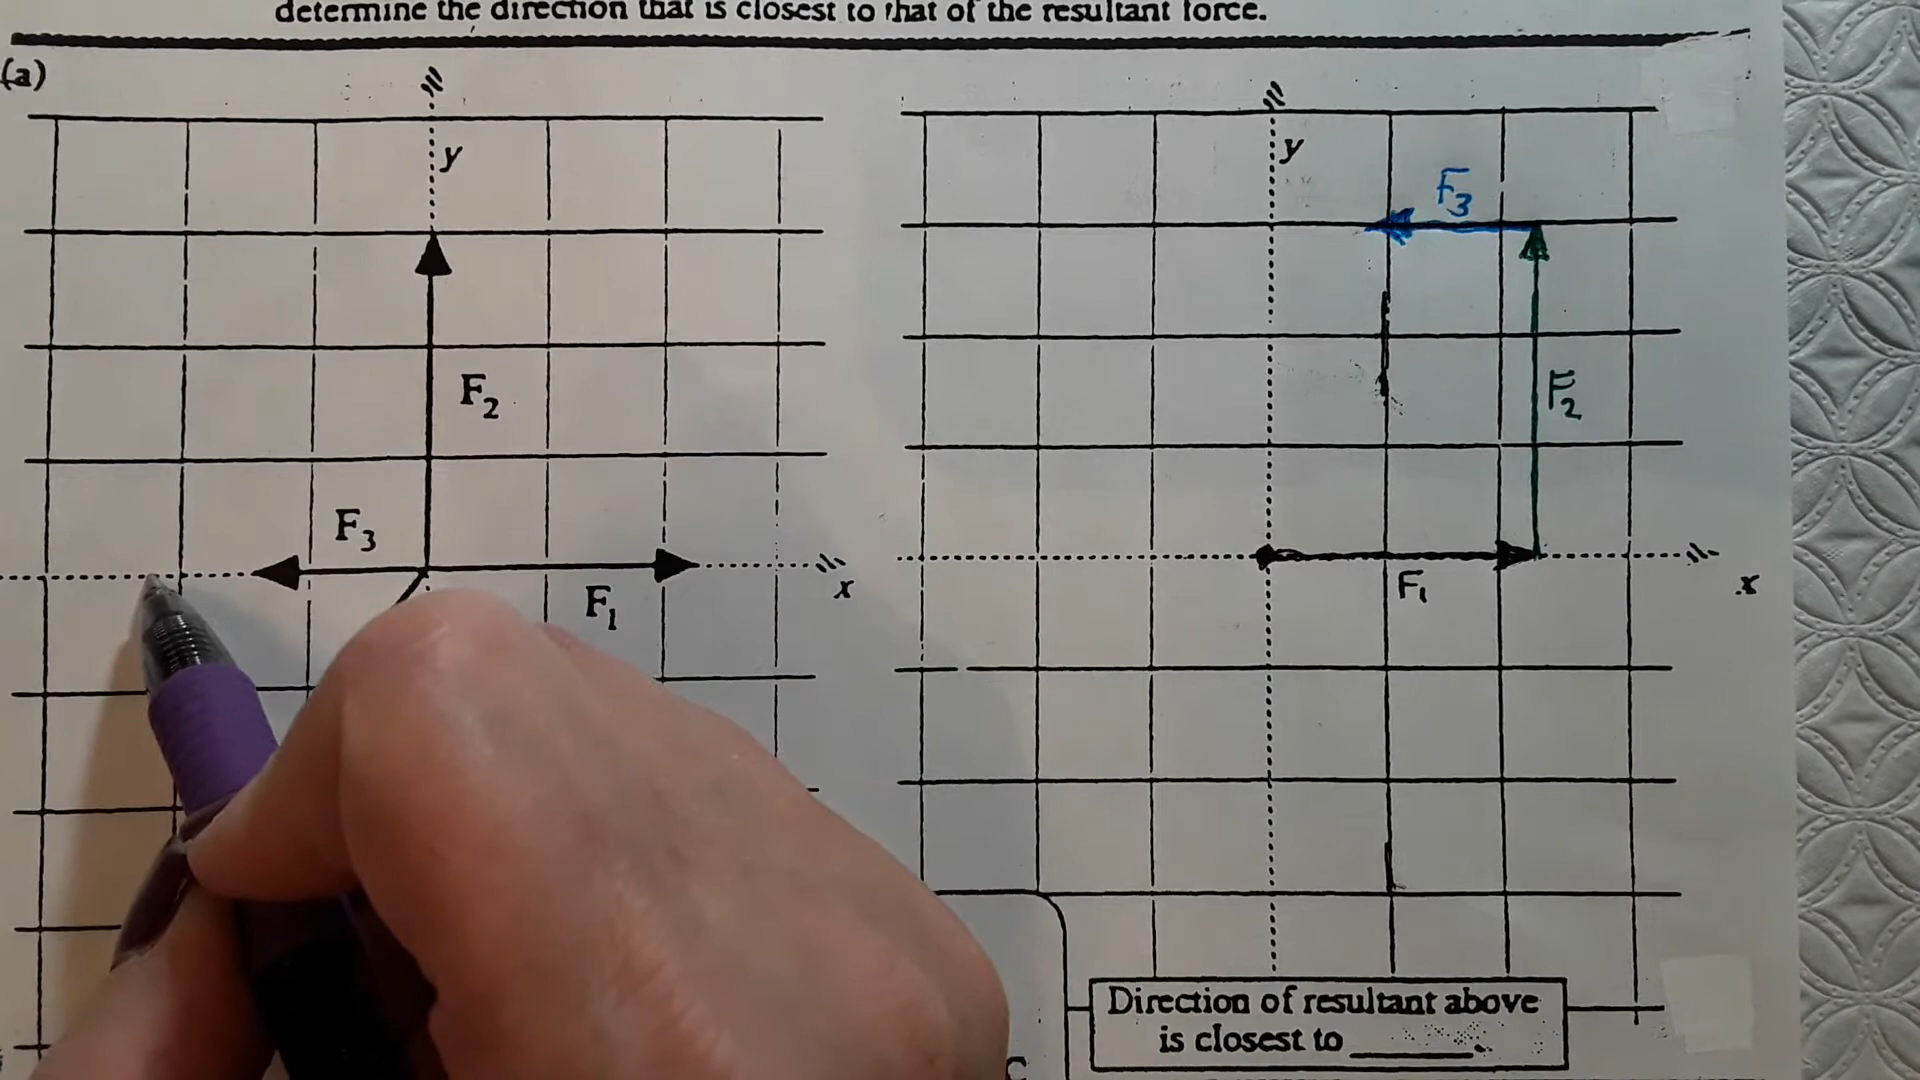 determine the direction that is closest to that of the resultant force.
(a)
y
F2
F3
F1
x
y
F3
F2
F1
x
Direction of resultant above
is closest to ______.
C